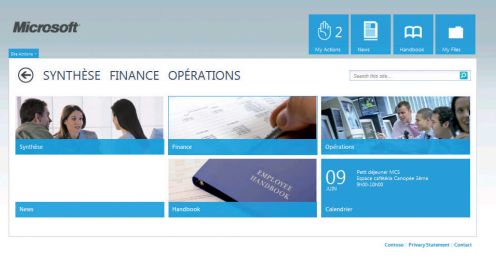 Microsoft
2
My Actions
News
Handbook
My Files
Site Actions
SYNTHÈSE FINANCE OPÉRATIONS
Search this site...
Synthèse
Finance
Opérations
EMPLOYEE
HANDBOOK
09
JUIN
Petit déjeuner MCS
Espace cafétéria Canopée 3ème
9h00-10h00
News
Handbook
Calendrier
Contoso | Privacy Statement | Contact